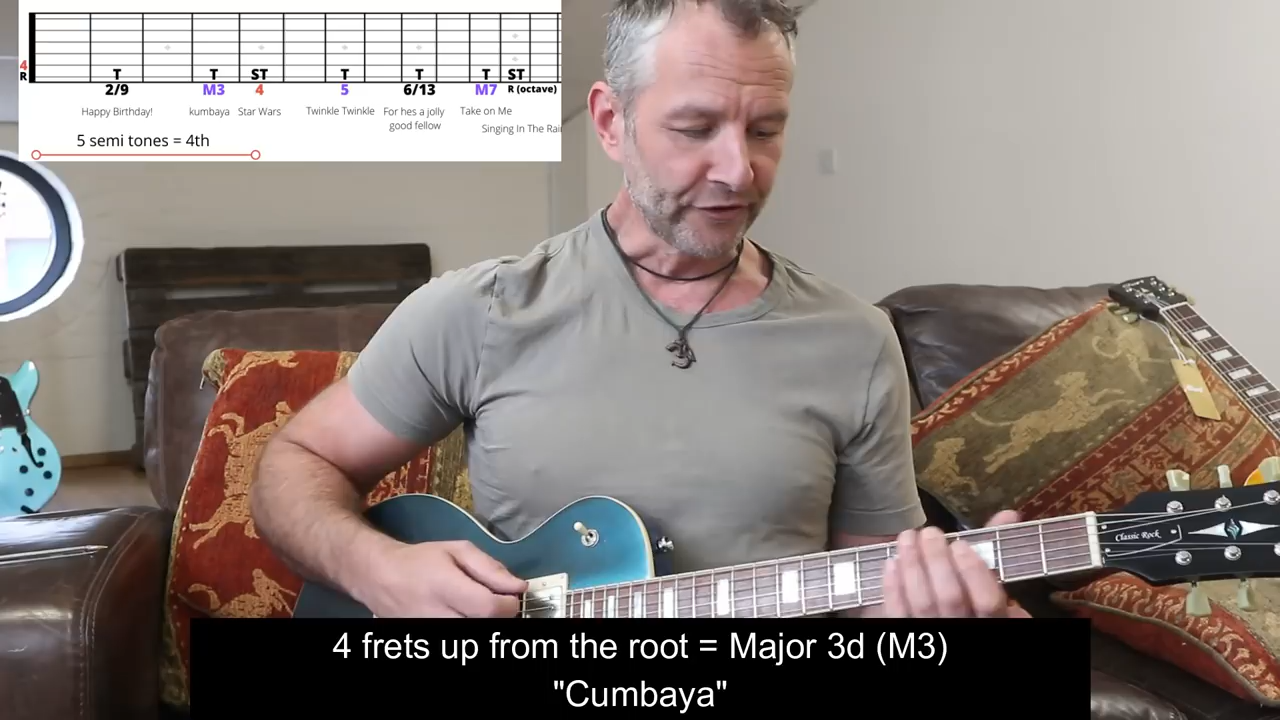 4
R
T T ST T T T ST
2/9 M3 4 5 6/13 M7 R (octave)
Happy Birthday! kumbaya Star Wars Twinkle Twinkle For hes a jolly good fellow Take on Me
Singing In The Rai
5 semi tones = 4th
Classic Rock
4 frets up from the root = Major 3d (M3)
"Cumbaya"